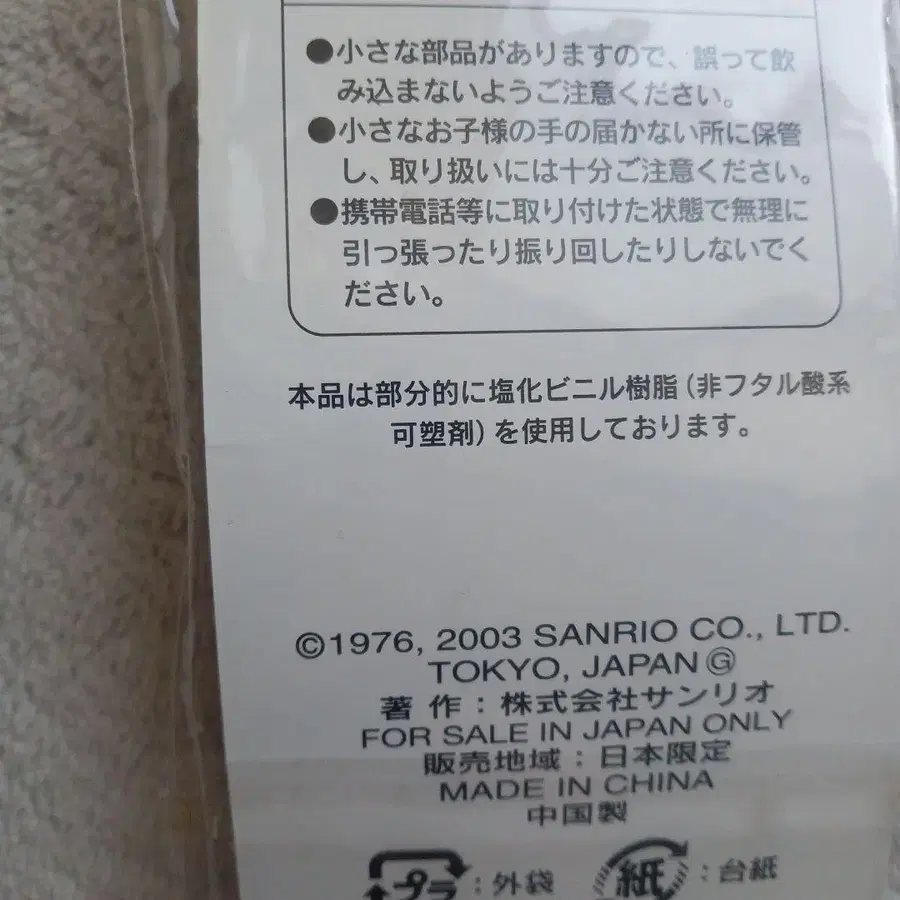 ●小さな部品がありますので、誤って飲
み込まないようご注意ください。
●小さなお子様の手の届かない所に保管
し、取り扱いには十分ご注意ください。
●携帯電話等に取り付けた状態で無理に
引っ張ったり振り回したりしないでく
ださい。
本品は部分的に塩化ビニル樹脂（非フタル酸系
可塑剤）を使用しております。
©1976, 2003 SANRIO CO., LTD.
TOKYO, JAPAN Ⓖ
著作：株式会社サンリオ
FOR SALE IN JAPAN ONLY
販売地域：日本限定
MADE IN CHINA
中国製
プラ：外袋 紙：台紙